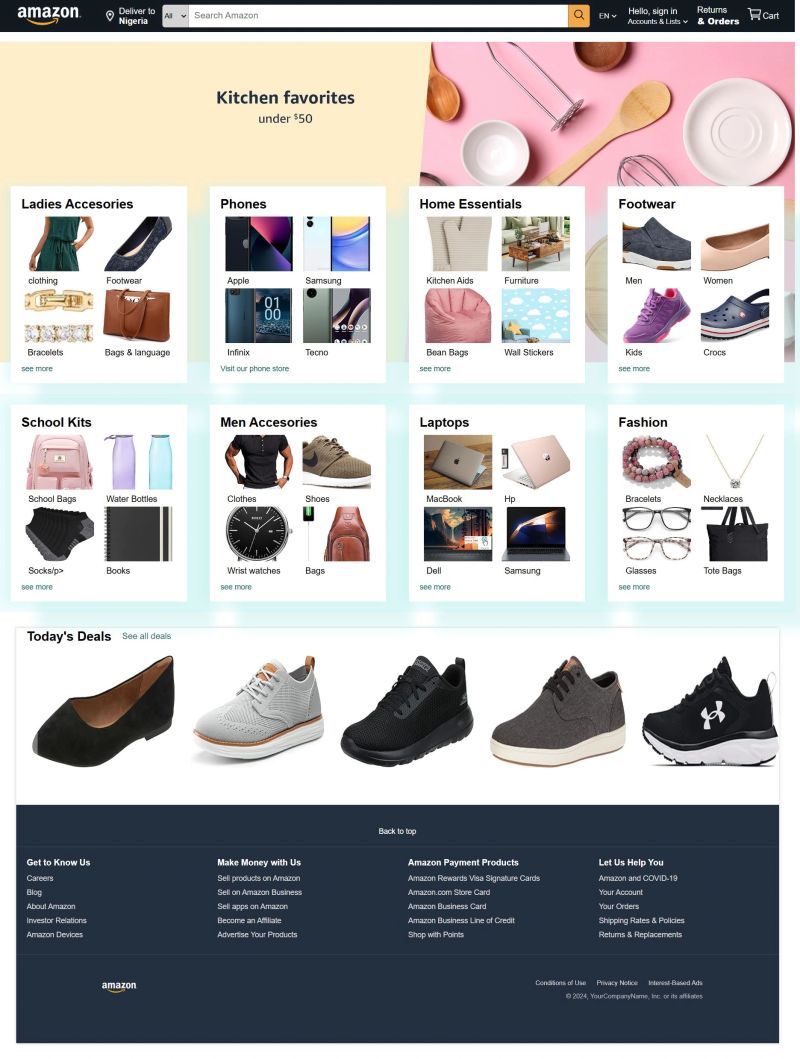 amazon
Deliver to
Nigeria
All
Search Amazon
EN
Hello, sign in
Accounts & Lists
Returns
& Orders
Cart
Kitchen favorites
under $50
Ladies Accesories
clothing
Footwear
Bracelets
Bags & language
see more
Phones
Apple
Samsung
01
00
Infinix
Tecno
Visit our phone store
Home Essentials
Kitchen Aids
Furniture
Bean Bags
Wall Stickers
see more
Footwear
Men
Women
Kids
Crocs
see more
School Kits
School Bags
Water Bottles
Socks/p>
Books
see more
Men Accesories
Clothes
Shoes
Wrist watches
Bags
see more
Laptops
MacBook
Hp
Dell
Samsung
see more
Fashion
Bracelets
Necklaces
Glasses
Tote Bags
see more
Today's Deals
See all deals
Back to top
Get to Know Us
Careers
Blog
About Amazon
Investor Relations
Amazon Devices
Make Money with Us
Sell products on Amazon
Sell on Amazon Business
Sell apps on Amazon
Become an Affiliate
Advertise Your Products
Amazon Payment Products
Amazon Rewards Visa Signature Cards
Amazon.com Store Card
Amazon Business Card
Amazon Business Line of Credit
Shop with Points
Let Us Help You
Amazon and COVID-19
Your Account
Your Orders
Shipping Rates & Policies
Returns & Replacements
amazon
Conditions of Use Privacy Notice Interest-Based Ads
© 2024, YourCompanyName, Inc. or its affiliates